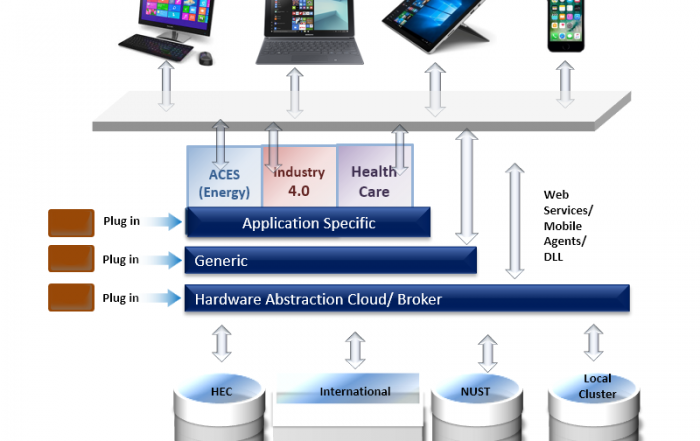 ACES
(Energy)
Industry
4.0
Health
Care
Plug in
Application Specific
Web
Services/
Mobile
Agents/
DLL
Plug in
Generic
Plug in
Hardware Abstraction Cloud/ Broker
HEC
International
NUST
Local
Cluster